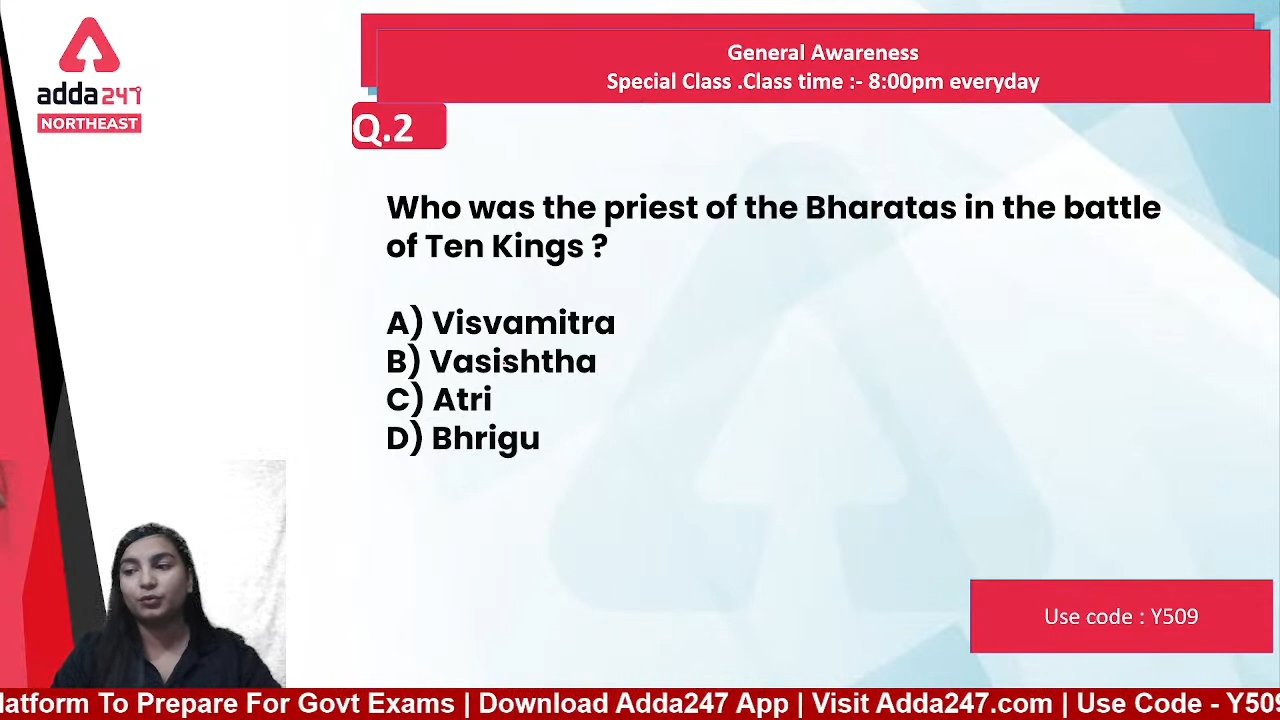 adda247
NORTHEAST
General Awareness
Special Class .Class time :- 8:00pm everyday
Q.2
Who was the priest of the Bharatas in the battle
of Ten Kings ?
A) Visvamitra
B) Vasishtha
C) Atri
D) Bhrigu
Use code : Y509
latform To Prepare For Govt Exams | Download Adda247 App | Visit Adda247.com | Use Code - Y509